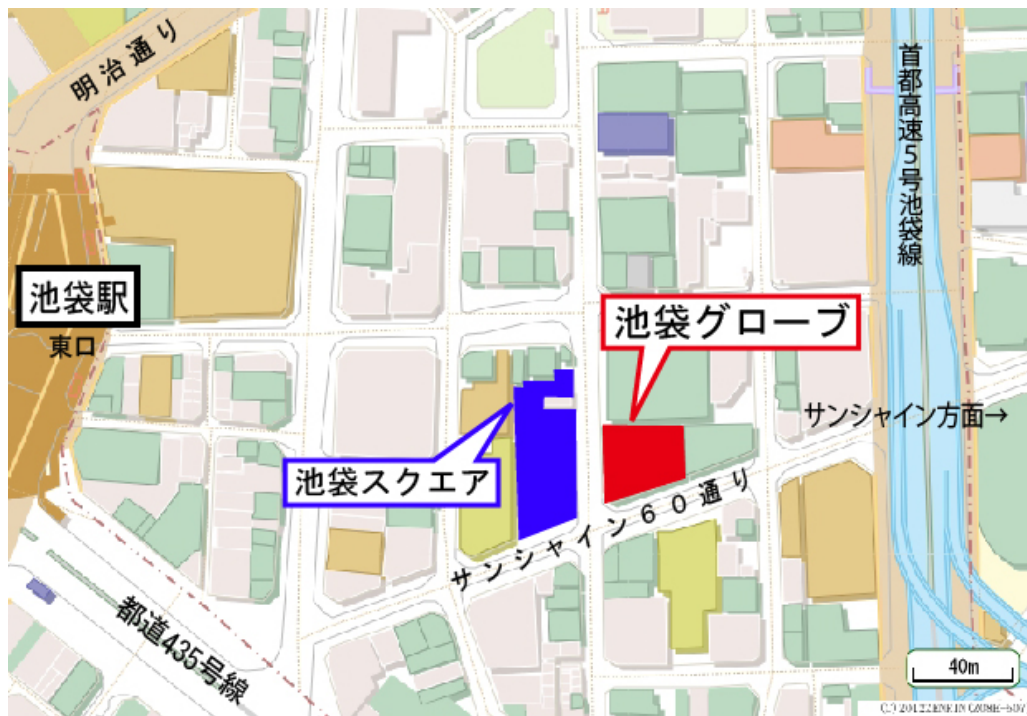 明治通り
首都高速5号池袋線
池袋駅
東口
池袋グローブ
サンシャイン方面→
池袋スクエア
サンシャイン60通り
都道435号線
40m